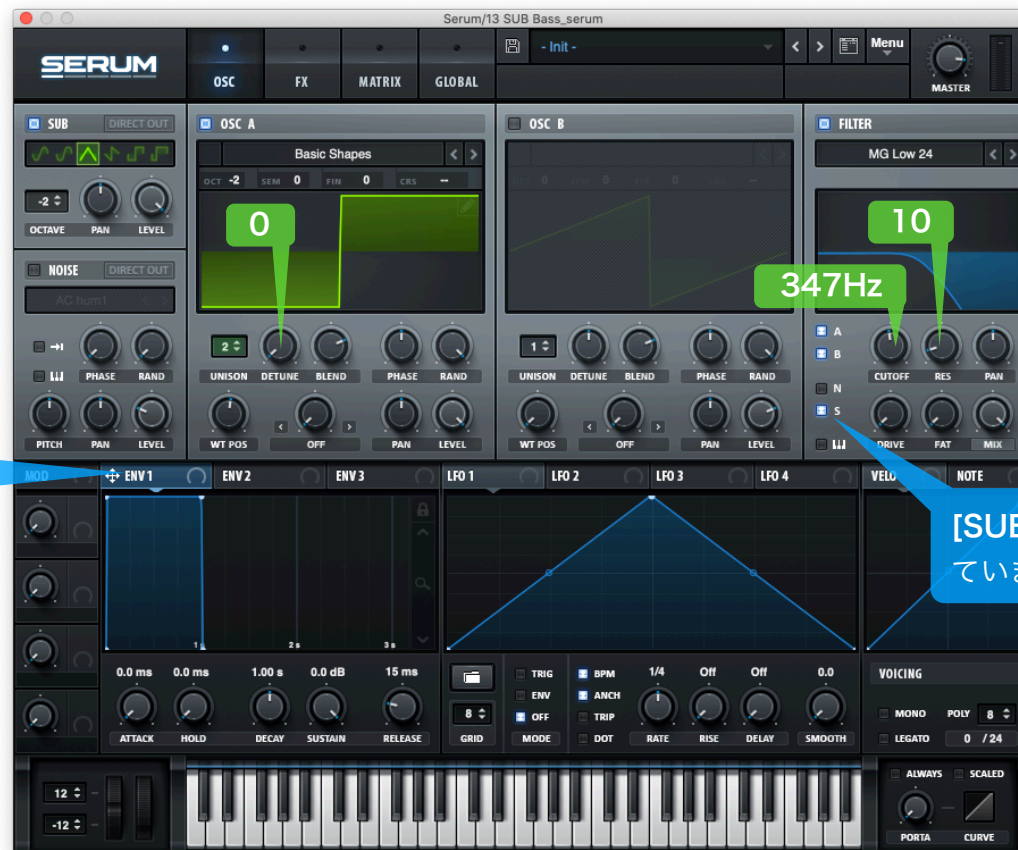 Serum/13 SUB Bass_serum
SERUM
OSC FX MATRIX GLOBAL
- Init -
Menu
MASTER
SUB DIRECT OUT
-2
OCTAVE PAN LEVEL
NOISE DIRECT OUT
AC hum1
PHASE RAND
PITCH PAN LEVEL
OSC A
Basic Shapes
OCT -2 SEM 0 FIN 0 CRS --
0
2
UNISON DETUNE BLEND PHASE RAND
WT POS OFF PAN LEVEL
OSC B
1
UNISON DETUNE BLEND PHASE RAND
WT POS OFF PAN LEVEL
FILTER
MG Low 24
10
347Hz
A
B
N
S
CUTOFF RES PAN
DRIVE FAT MIX
MOD ENV 1 ENV 2 ENV 3 LFO 1 LFO 2 LFO 3 LFO 4 VELO NOTE
[SUB
ていま
1 2 s 3 s
0.0 ms 0.0 ms 1.00 s 0.0 dB 15 ms
ATTACK HOLD DECAY SUSTAIN RELEASE
8
GRID
TRIG
ENV
OFF
MODE
BPM
ANCH
TRIP
DOT
1/4 Off Off 0.0
RATE RISE DELAY SMOOTH
VOICING
MONO POLY 8
LEGATO 0 / 24
12
-12
ALWAYS SCALED
PORTA CURVE